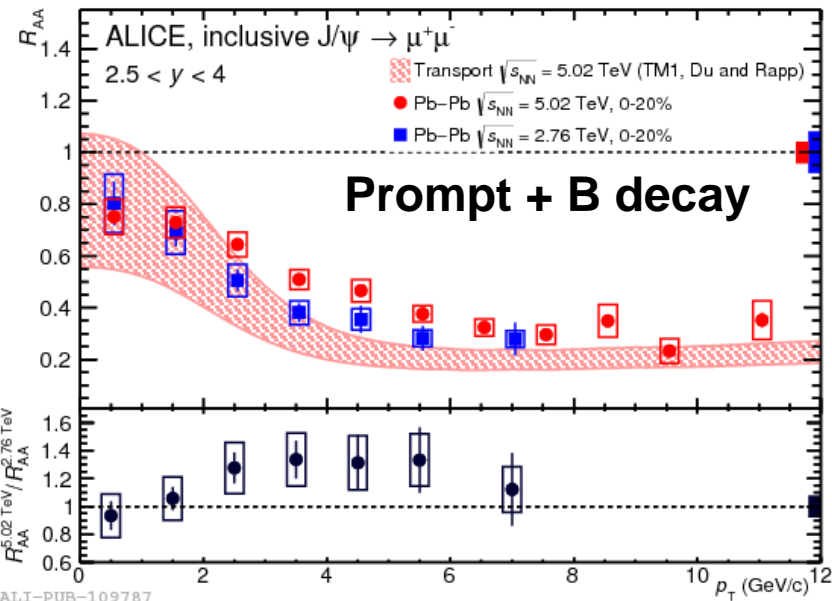 R_AA
ALICE, inclusive J/ψ → μ⁺μ⁻
2.5 < y < 4
Transport √s_NN = 5.02 TeV (TM1, Du and Rapp)
Pb–Pb √s_NN = 5.02 TeV, 0-20%
Pb–Pb √s_NN = 2.76 TeV, 0-20%
Prompt + B decay
1.4
1.2
1
0.8
0.6
0.4
0.2
R_AA^5.02 TeV/R_AA^2.76 TeV
1.6
1.4
1.2
1
0.8
0.6
0 2 4 6 8 10 12
p_T (GeV/c)
ALI-PUB-109787